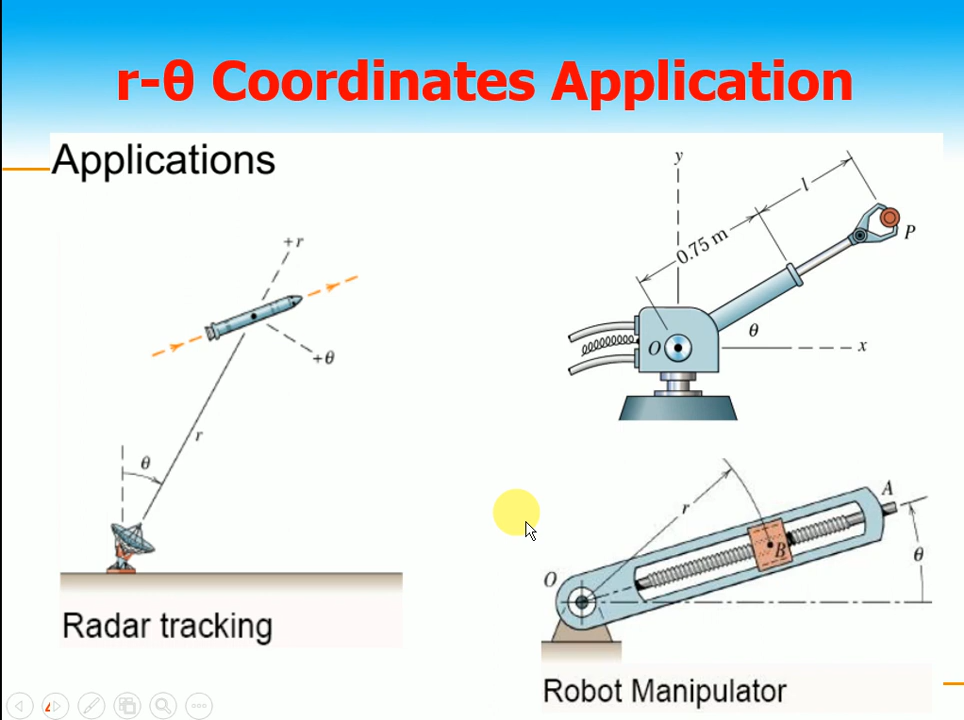 r-θ Coordinates Application
Applications
+r
+θ
r
θ
Radar tracking
y
l
0.75 m
P
θ
O
x
r
A
B
θ
O
Robot Manipulator